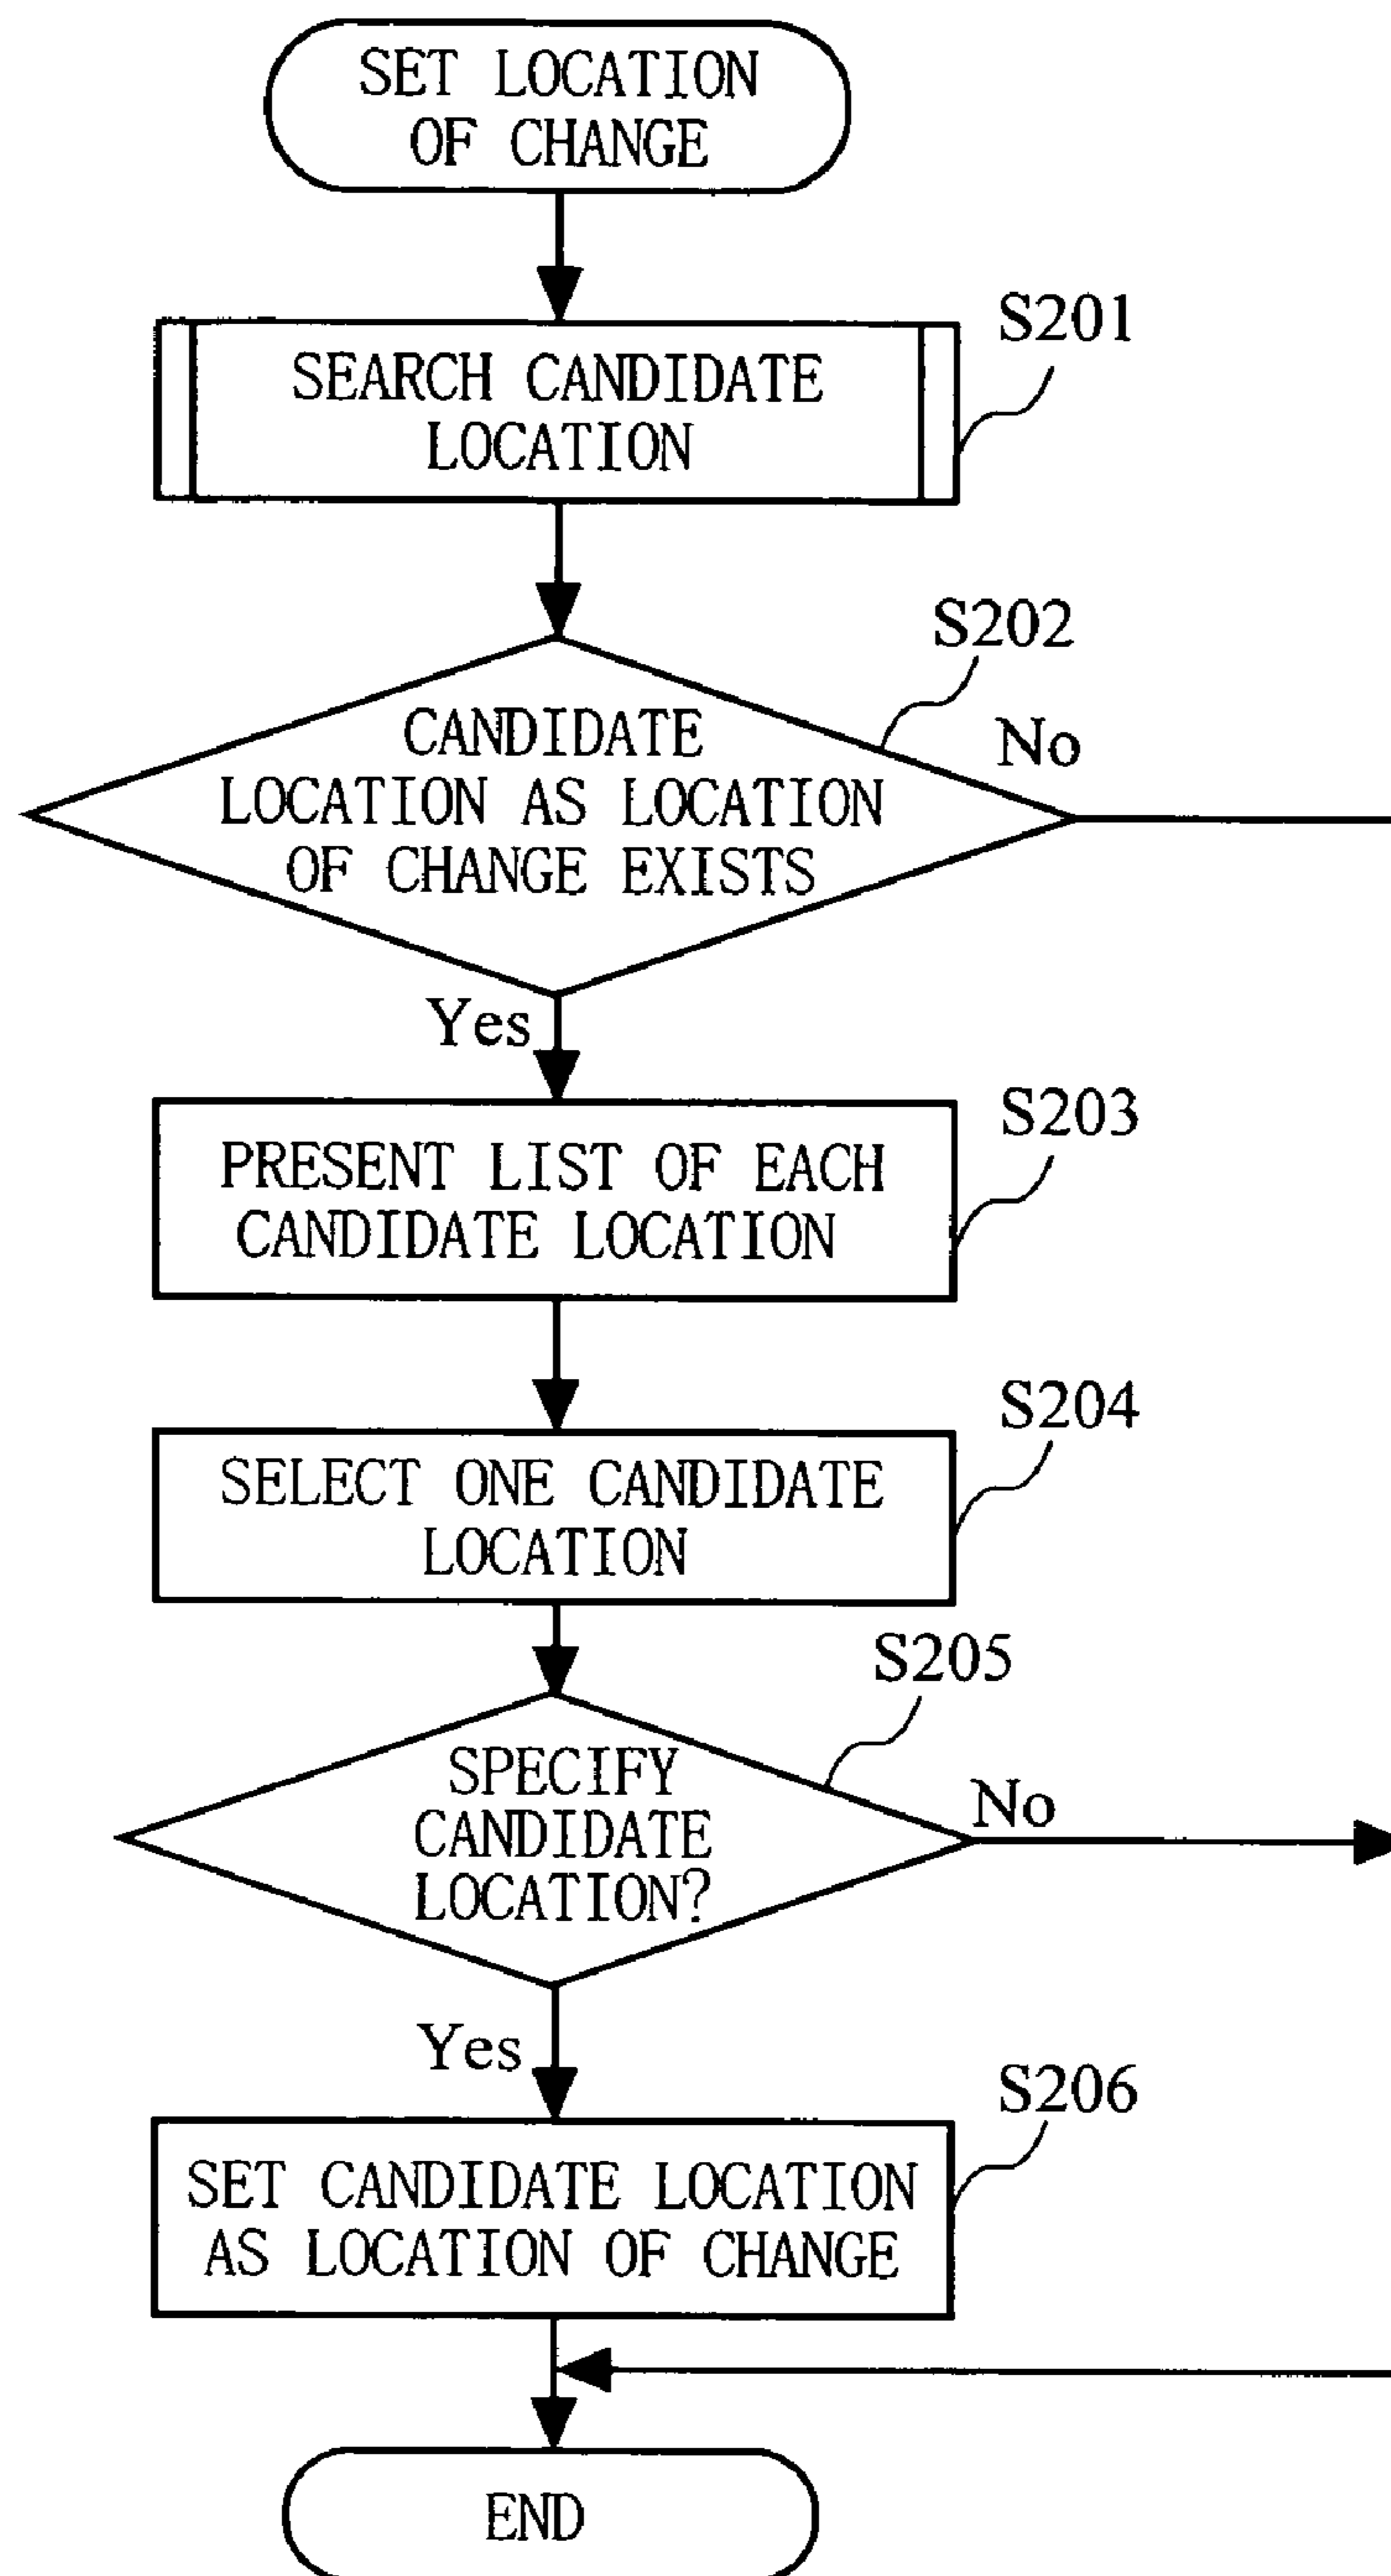 SET LOCATION
OF CHANGE
S201
SEARCH CANDIDATE
LOCATION
S202
CANDIDATE
LOCATION AS LOCATION
OF CHANGE EXISTS
No
Yes
S203
PRESENT LIST OF EACH
CANDIDATE LOCATION
S204
SELECT ONE CANDIDATE
LOCATION
S205
SPECIFY
CANDIDATE
LOCATION?
No
Yes
S206
SET CANDIDATE LOCATION
AS LOCATION OF CHANGE
END